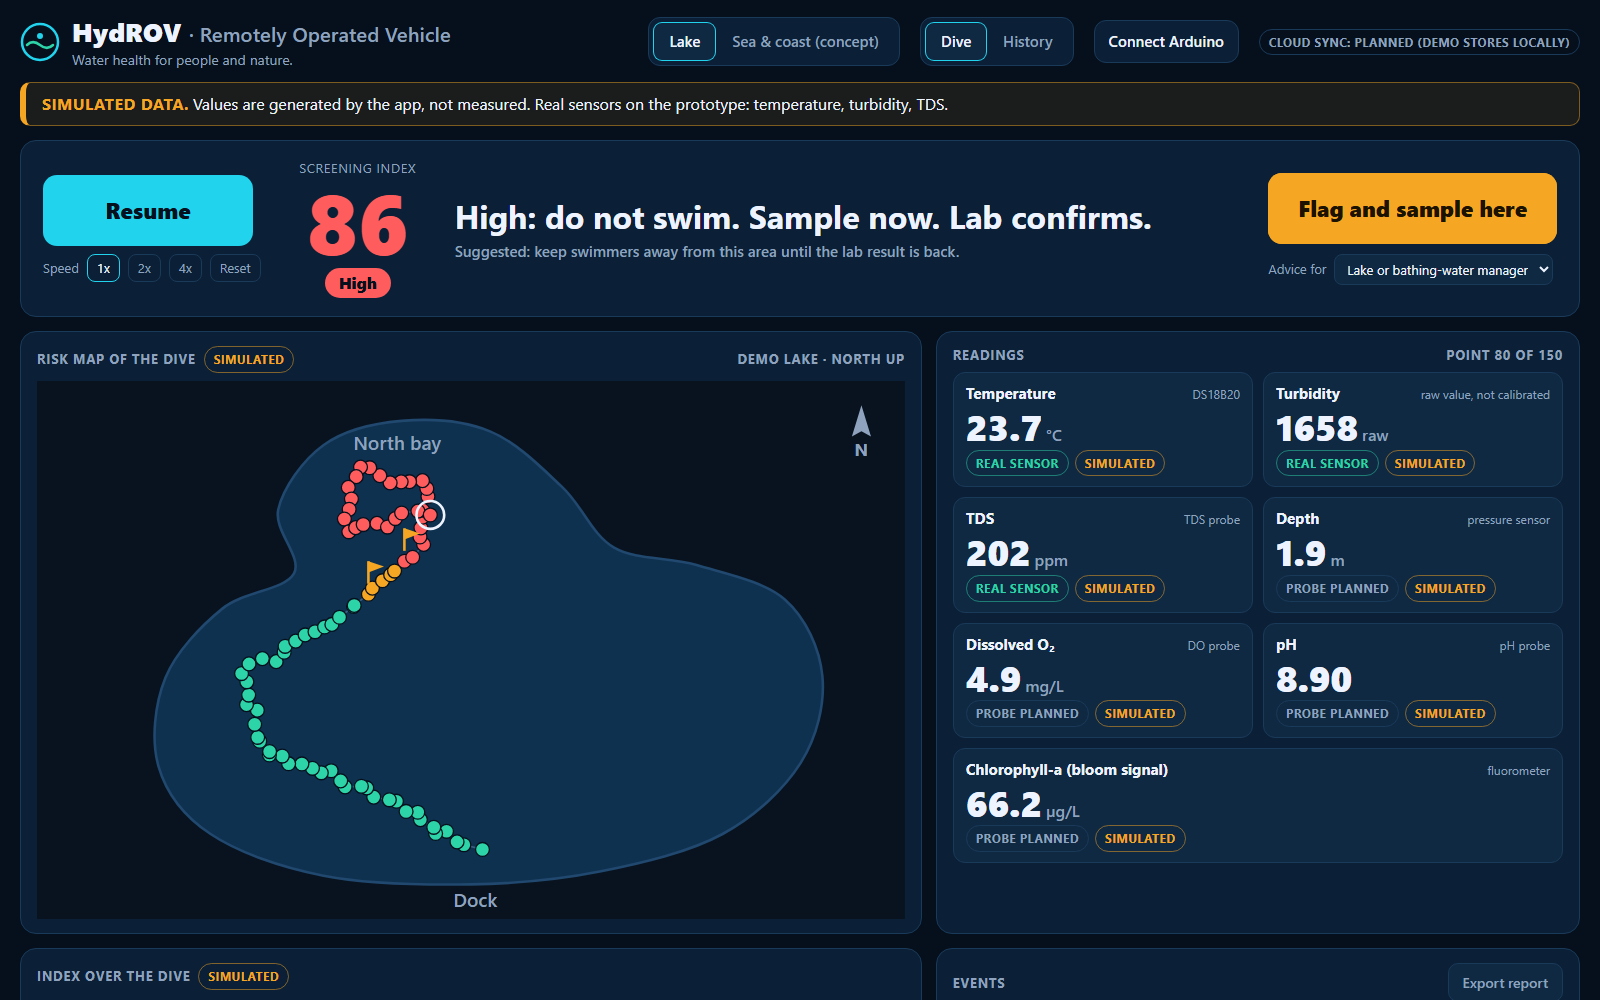 HydROV · Remotely Operated Vehicle
Water health for people and nature.
Lake
Sea & coast (concept)
Dive
History
Connect Arduino
CLOUD SYNC: PLANNED (DEMO STORES LOCALLY)
SIMULATED DATA. Values are generated by the app, not measured. Real sensors on the prototype: temperature, turbidity, TDS.
Resume
Speed 1x 2x 4x Reset
SCREENING INDEX
86
High
High: do not swim. Sample now. Lab confirms.
Suggested: keep swimmers away from this area until the lab result is back.
Flag and sample here
Advice for Lake or bathing-water manager
RISK MAP OF THE DIVE SIMULATED
DEMO LAKE · NORTH UP
North bay
N
Dock
READINGS
POINT 80 OF 150
Temperature DS18B20
23.7 °C
REAL SENSOR SIMULATED
Turbidity raw value, not calibrated
1658 raw
REAL SENSOR SIMULATED
TDS TDS probe
202 ppm
REAL SENSOR SIMULATED
Depth pressure sensor
1.9 m
PROBE PLANNED SIMULATED
Dissolved O₂ DO probe
4.9 mg/L
PROBE PLANNED SIMULATED
pH pH probe
8.90
PROBE PLANNED SIMULATED
Chlorophyll-a (bloom signal) fluorometer
66.2 µg/L
PROBE PLANNED SIMULATED
INDEX OVER THE DIVE SIMULATED
EVENTS
Export report